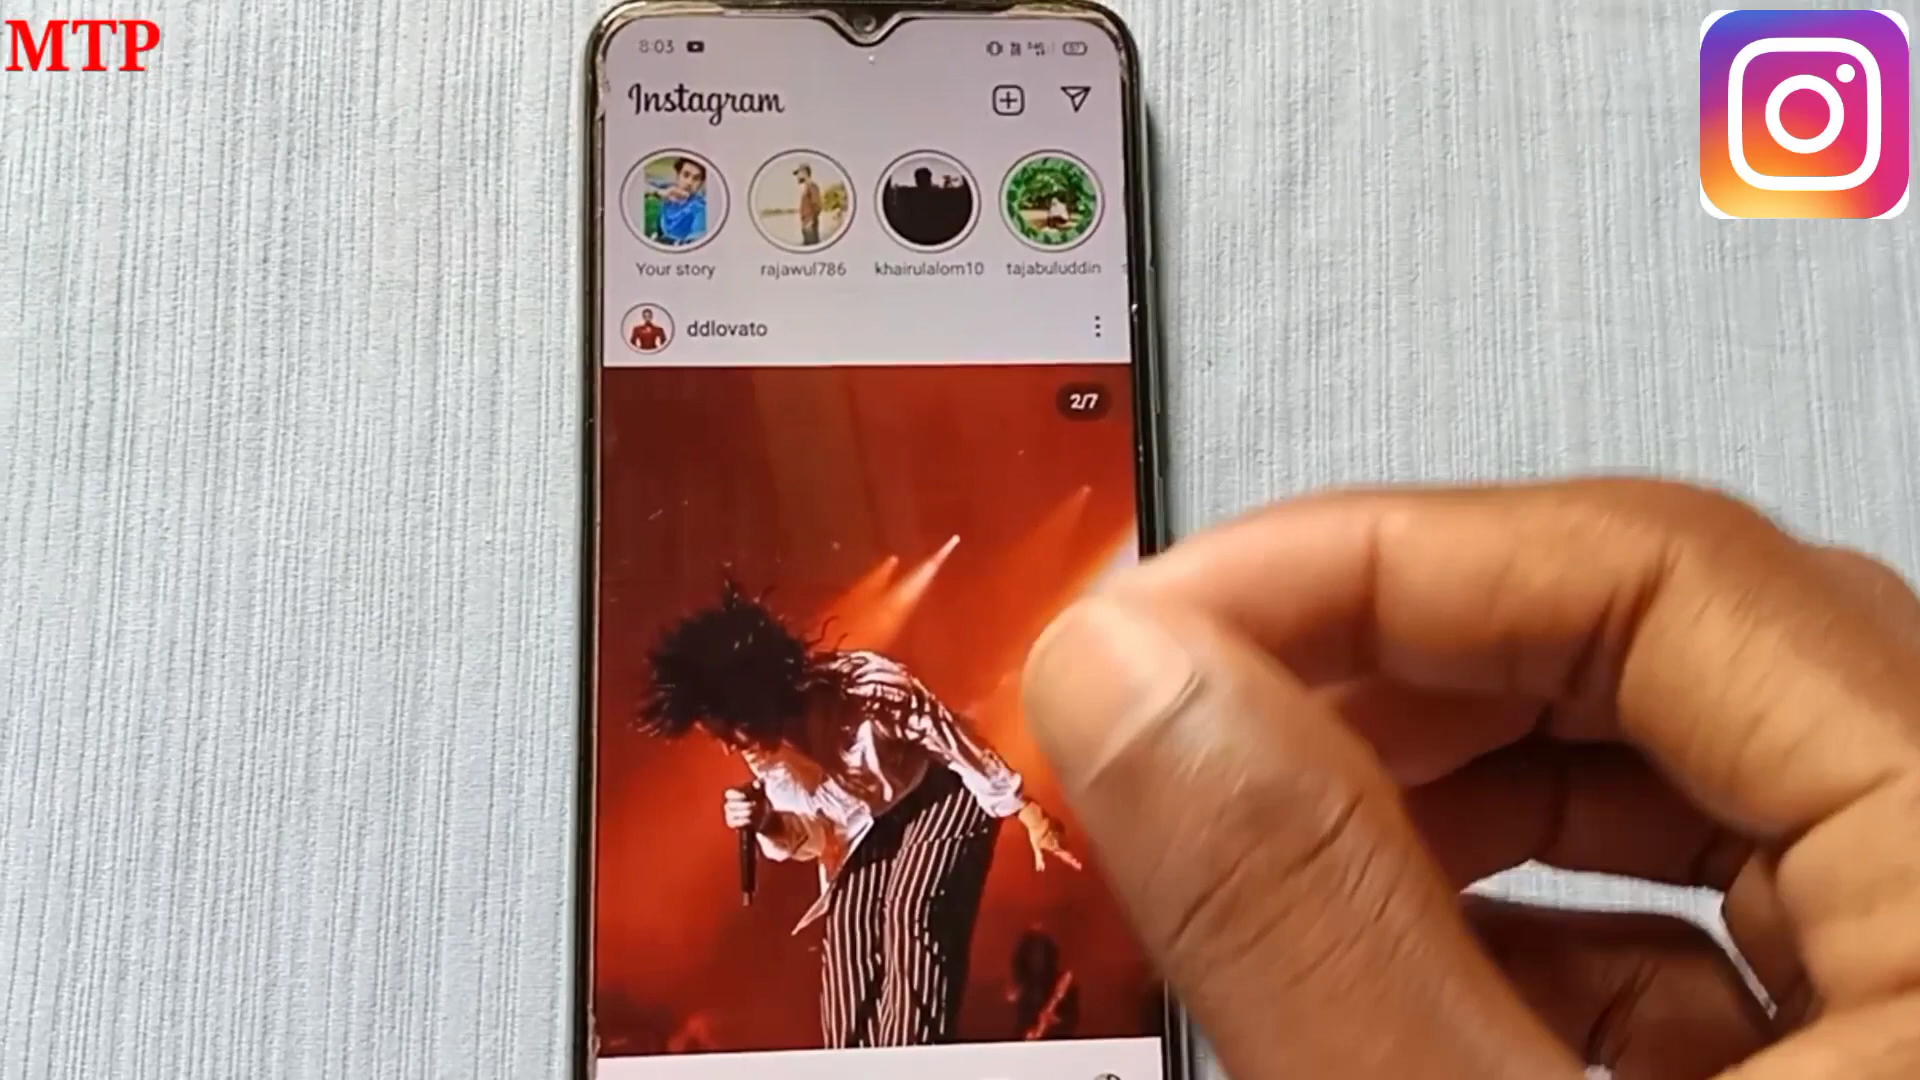 MTP
8:03
Instagram
Your story
rajawul786
khairulalom10
tajabuluddin
ddlovato
2/7